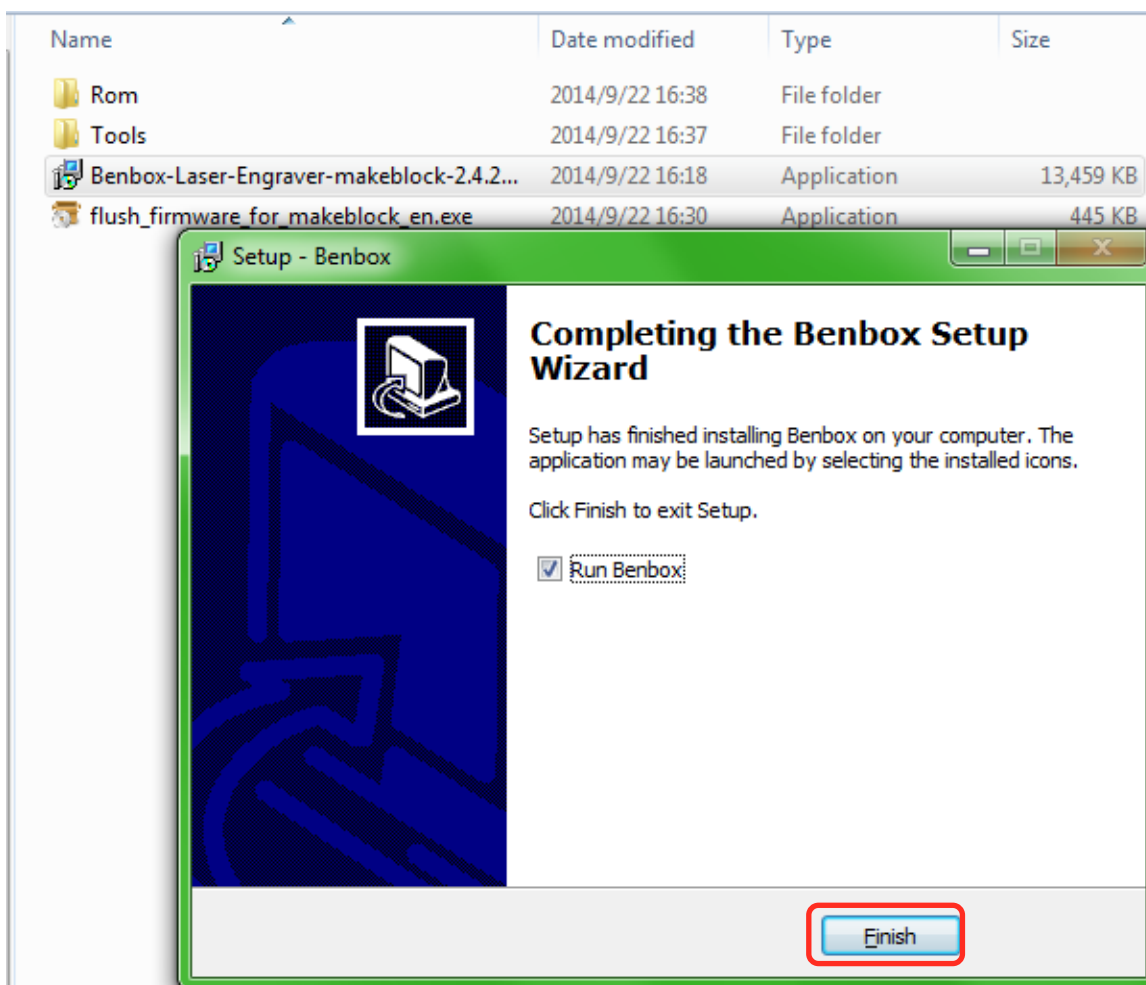 Name Date modified Type Size
Rom 2014/9/22 16:38 File folder
Tools 2014/9/22 16:37 File folder
Benbox-Laser-Engraver-makeblock-2.4.2... 2014/9/22 16:18 Application 13,459 KB
flush_firmware_for_makeblock_en.exe 2014/9/22 16:30 Application 445 KB
Setup - Benbox
Completing the Benbox Setup
Wizard
Setup has finished installing Benbox on your computer. The
application may be launched by selecting the installed icons.
Click Finish to exit Setup.
Run Benbox
Finish